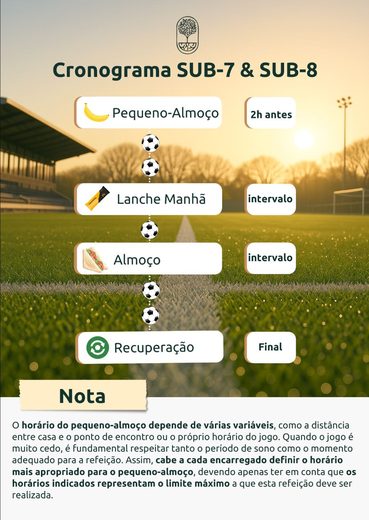 Cronograma SUB-7 & SUB-8
Pequeno-Almoço
2h antes
Lanche Manhã
intervalo
Almoço
intervalo
Recuperação
Final
Nota
O horário do pequeno-almoço depende de várias variáveis, como a distância
entre casa e o ponto de encontro ou o próprio horário do jogo. Quando o jogo é
muito cedo, é fundamental respeitar tanto o período de sono como o momento
adequado para a refeição. Assim, cabe a cada encarregado definir o horário
mais apropriado para o pequeno-almoço, devendo apenas ter em conta que os
horários indicados representam o limite máximo a que esta refeição deve ser
realizada.